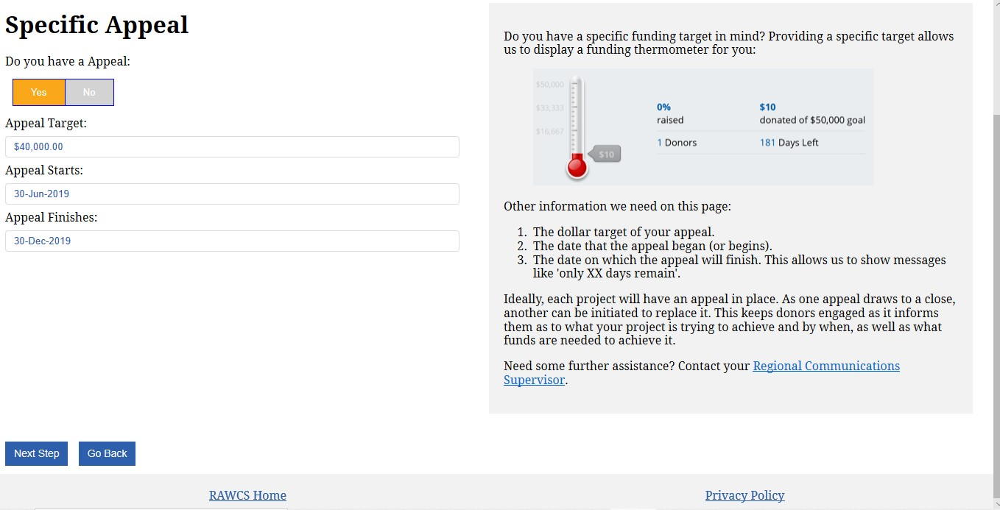 Specific Appeal
Do you have a Appeal:
Yes No
Appeal Target:
$40,000.00
Appeal Starts:
30-Jun-2019
Appeal Finishes:
30-Dec-2019
Do you have a specific funding target in mind? Providing a specific target allows
us to display a funding thermometer for you:
$50,000
$33,333
$16,667
$10
0% $10
raised donated of $50,000 goal
1 Donors 181 Days Left
Other information we need on this page:
1. The dollar target of your appeal.
2. The date that the appeal began (or begins).
3. The date on which the appeal will finish. This allows us to show messages
like 'only XX days remain'.
Ideally, each project will have an appeal in place. As one appeal draws to a close,
another can be initiated to replace it. This keeps donors engaged as it informs
them as to what your project is trying to achieve and by when, as well as what
funds are needed to achieve it.
Need some further assistance? Contact your Regional Communications
Supervisor.
Next Step Go Back
RAWCS Home Privacy Policy